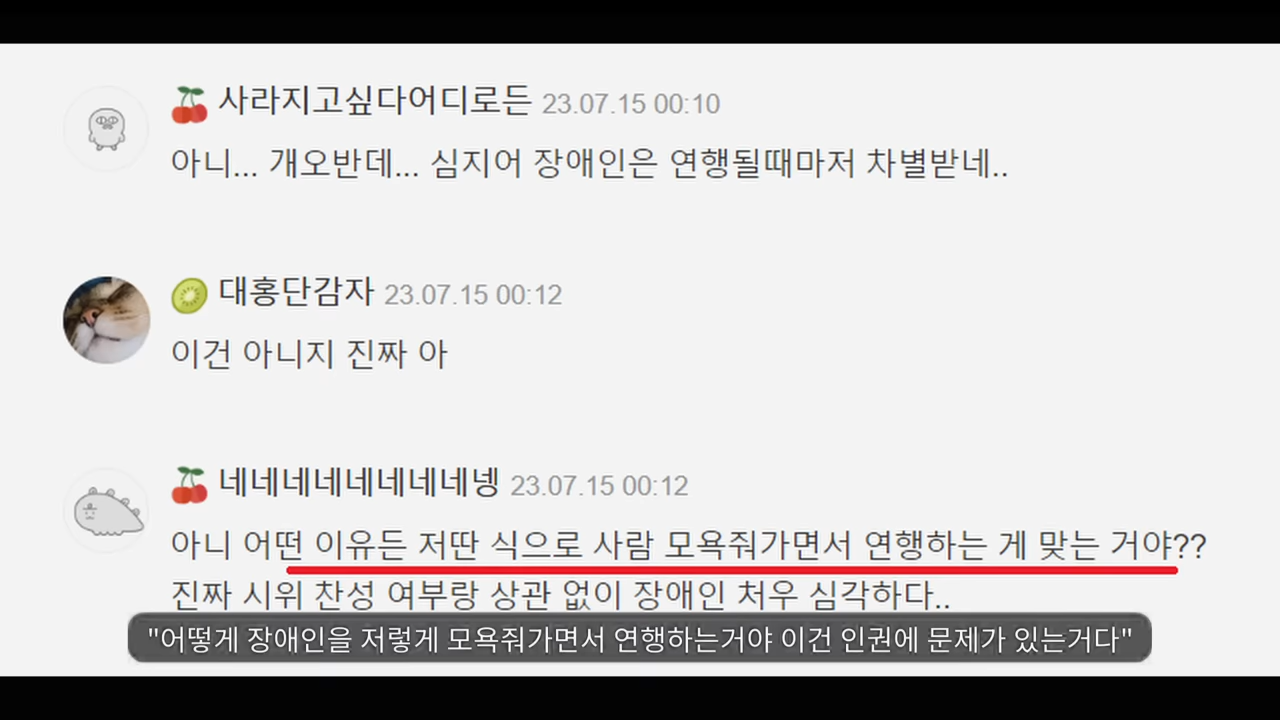 사라지고싶다어디로든 23.07.15 00:10
아니... 개오반데... 심지어 장애인은 연행될때마저 차별받네..
대홍단감자 23.07.15 00:12
이건 아니지 진짜 아
네네네네네네네네넹 23.07.15 00:12
아니 어떤 이유든 저딴 식으로 사람 모욕줘가면서 연행하는 게 맞는 거야??
진짜 시위 찬성 여부랑 상관 없이 장애인 처우 심각하다..
"어떻게 장애인을 저렇게 모욕줘가면서 연행하는거야 이건 인권에 문제가 있는거다"